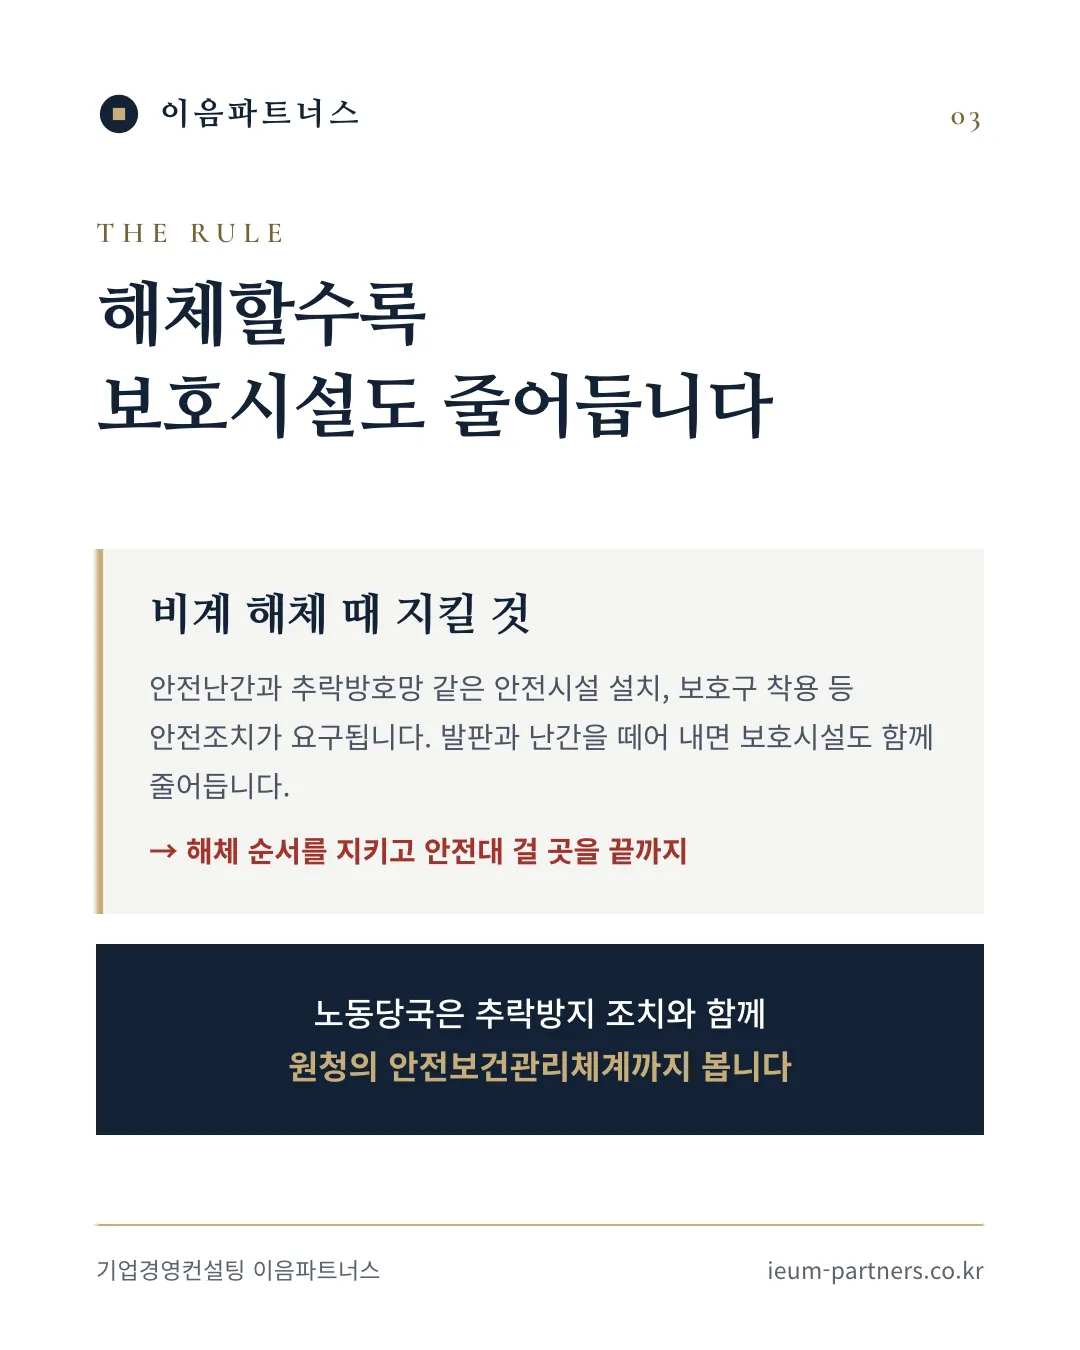 이음파트너스
03
THE RULE
해체할수록
보호시설도 줄어듭니다
비계 해체 때 지킬 것
안전난간과 추락방호망 같은 안전시설 설치, 보호구 착용 등
안전조치가 요구됩니다. 발판과 난간을 떼어 내면 보호시설도 함께
줄어듭니다.
→ 해체 순서를 지키고 안전대 걸 곳을 끝까지
노동당국은 추락방지 조치와 함께
원청의 안전보건관리체계까지 봅니다
기업경영컨설팅 이음파트너스
ieum-partners.co.kr